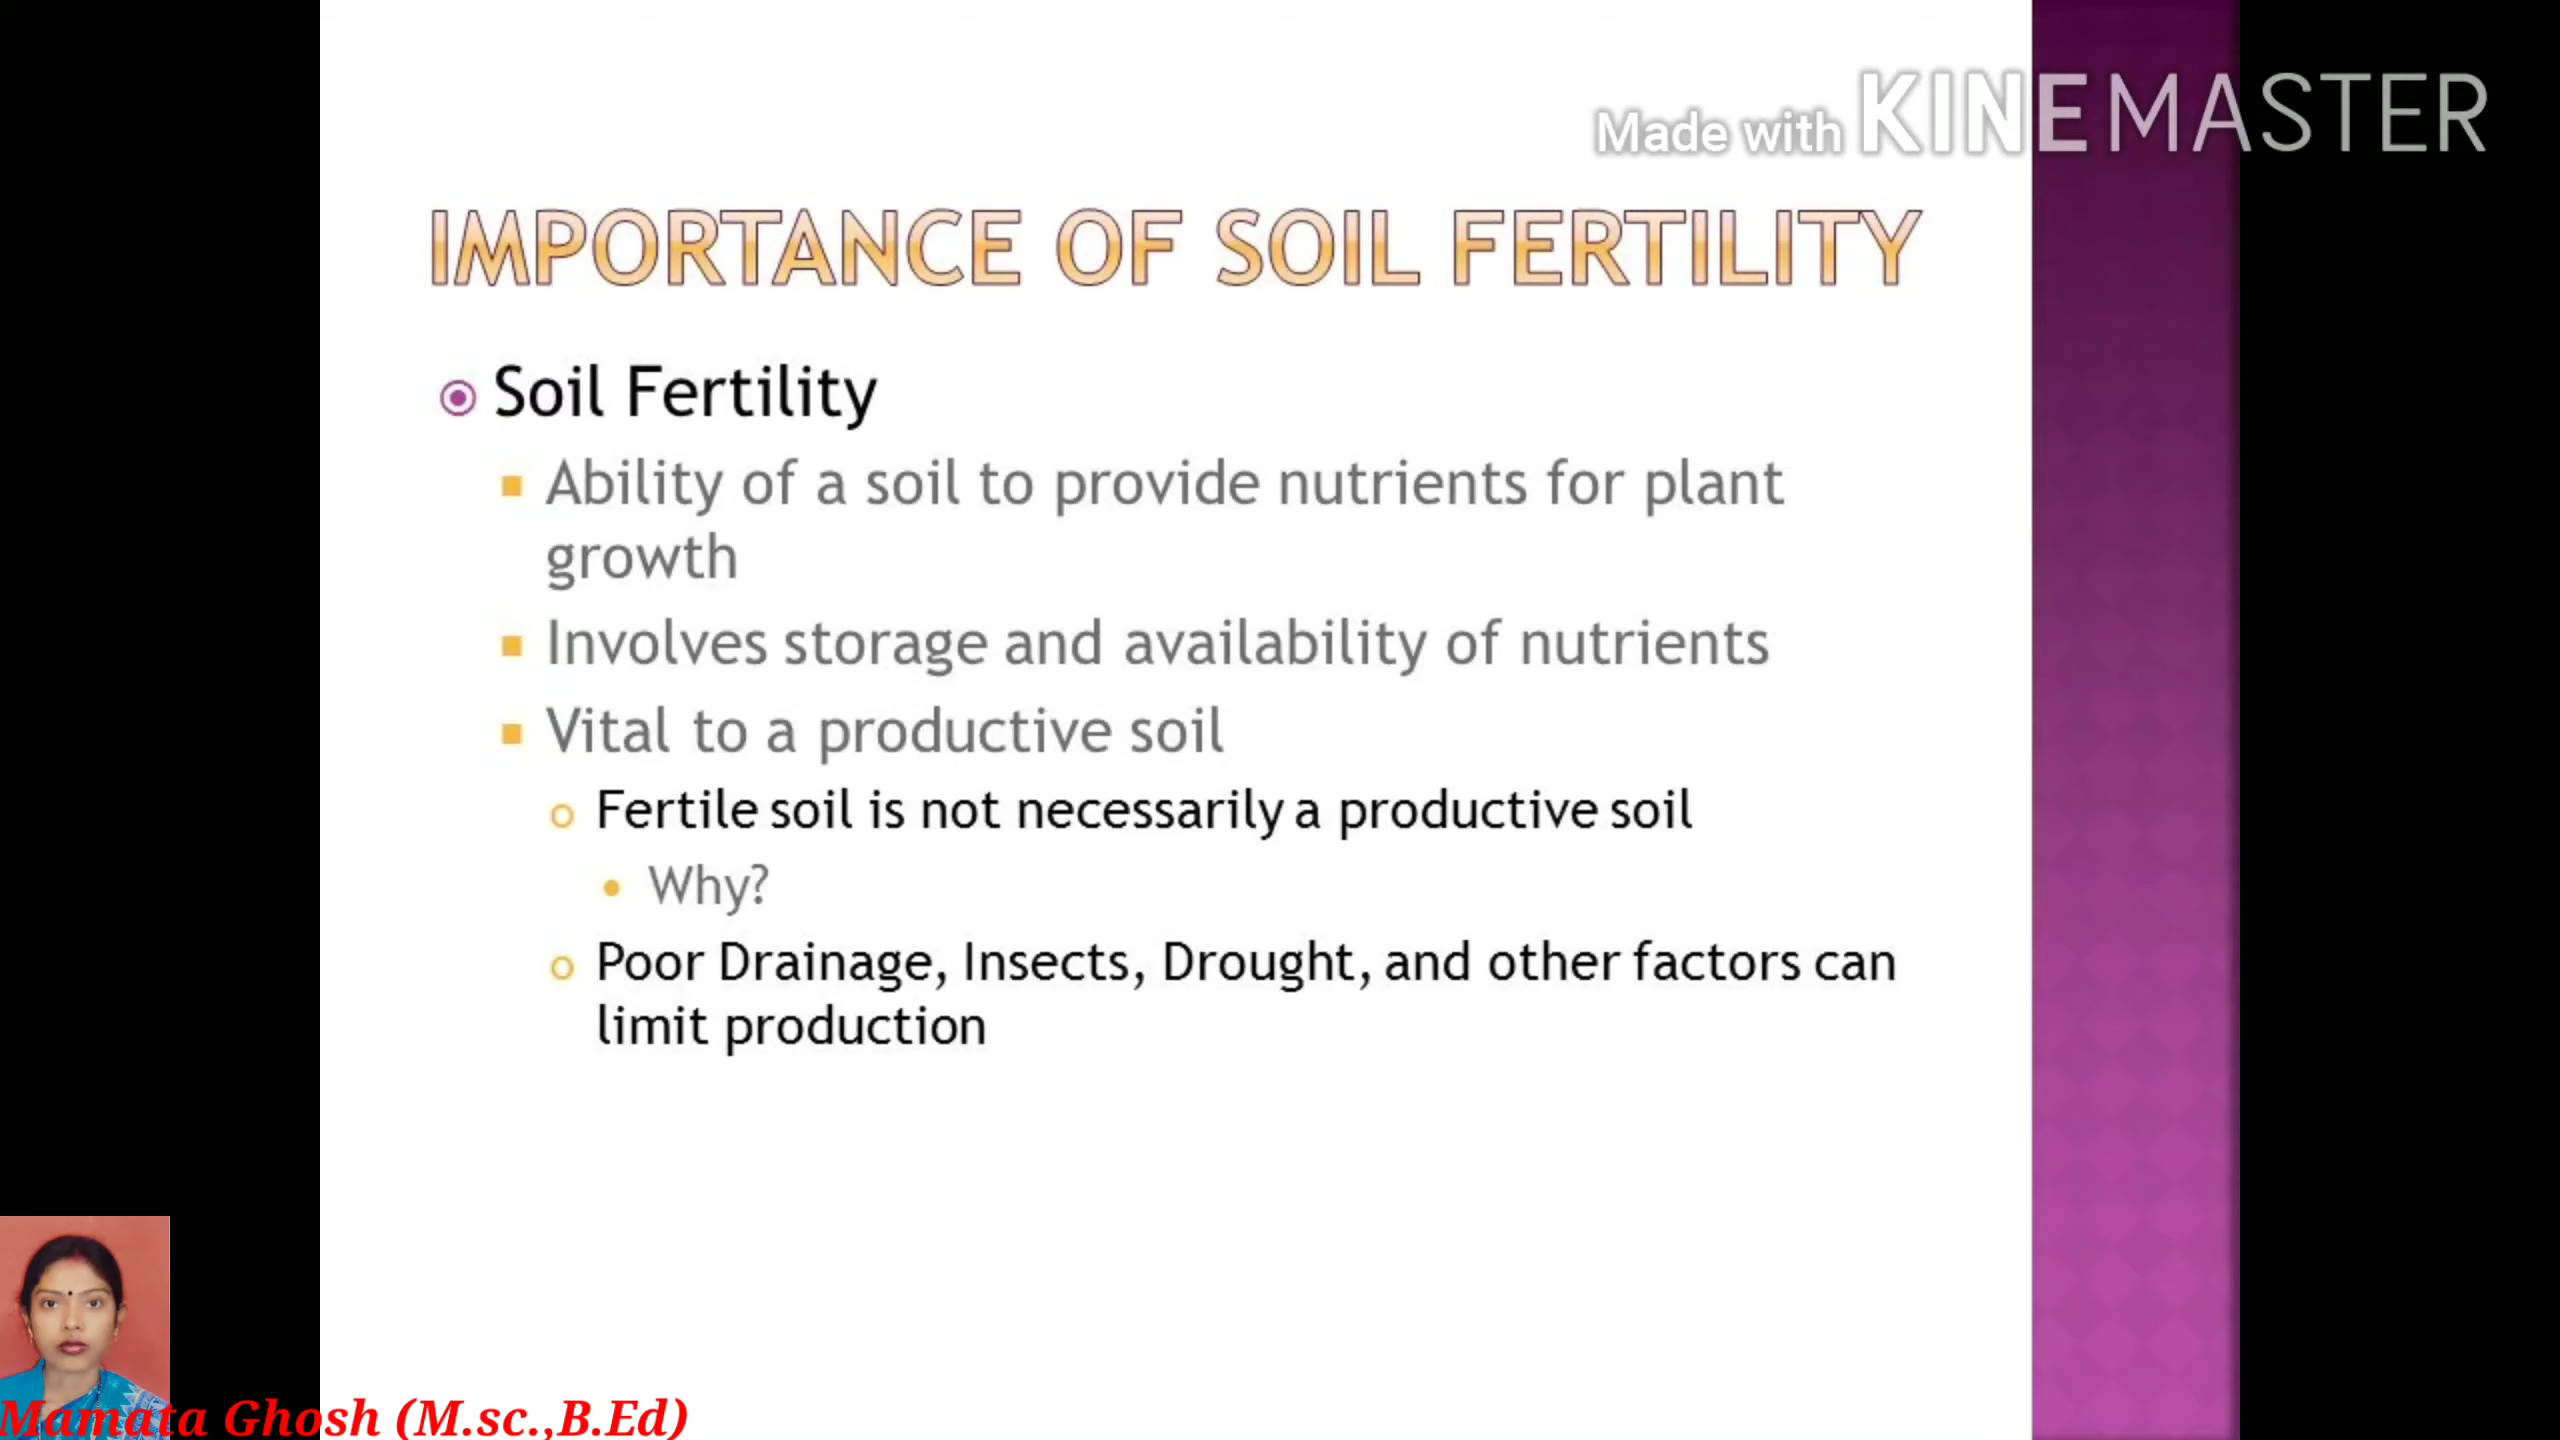 Made with KINEMASTER
IMPORTANCE OF SOIL FERTILITY
Soil Fertility
Ability of a soil to provide nutrients for plant
growth
Involves storage and availability of nutrients
Vital to a productive soil
Fertile soil is not necessarily a productive soil
Why?
Poor Drainage, Insects, Drought, and other factors can
limit production
Mamata Ghosh (M.sc.,B.Ed)